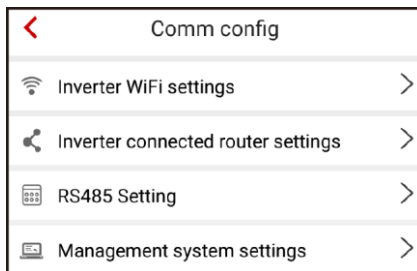 Comm config
Inverter WiFi settings
Inverter connected router settings
RS485 Setting
Management system settings